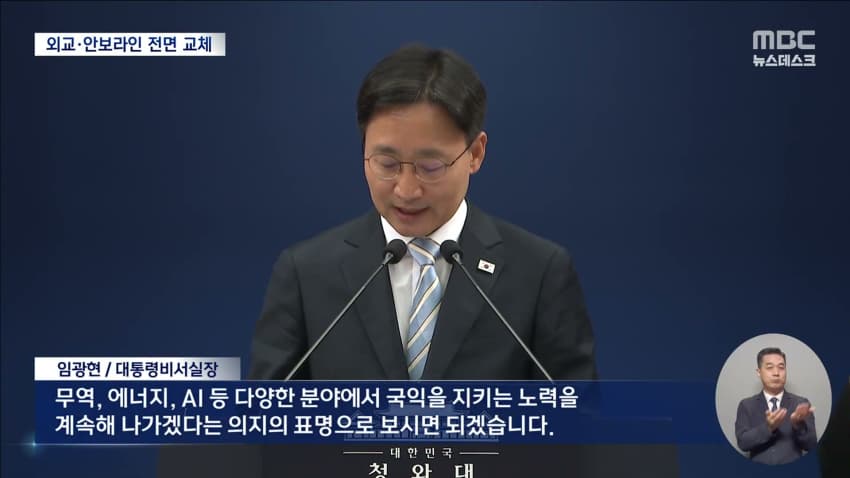 외교·안보라인 전면 교체
MBC
뉴스데스크
임광현 / 대통령비서실장
무역, 에너지, AI 등 다양한 분야에서 국익을 지키는 노력을
계속해 나가겠다는 의지의 표명으로 보시면 되겠습니다.
대한민국
청와대